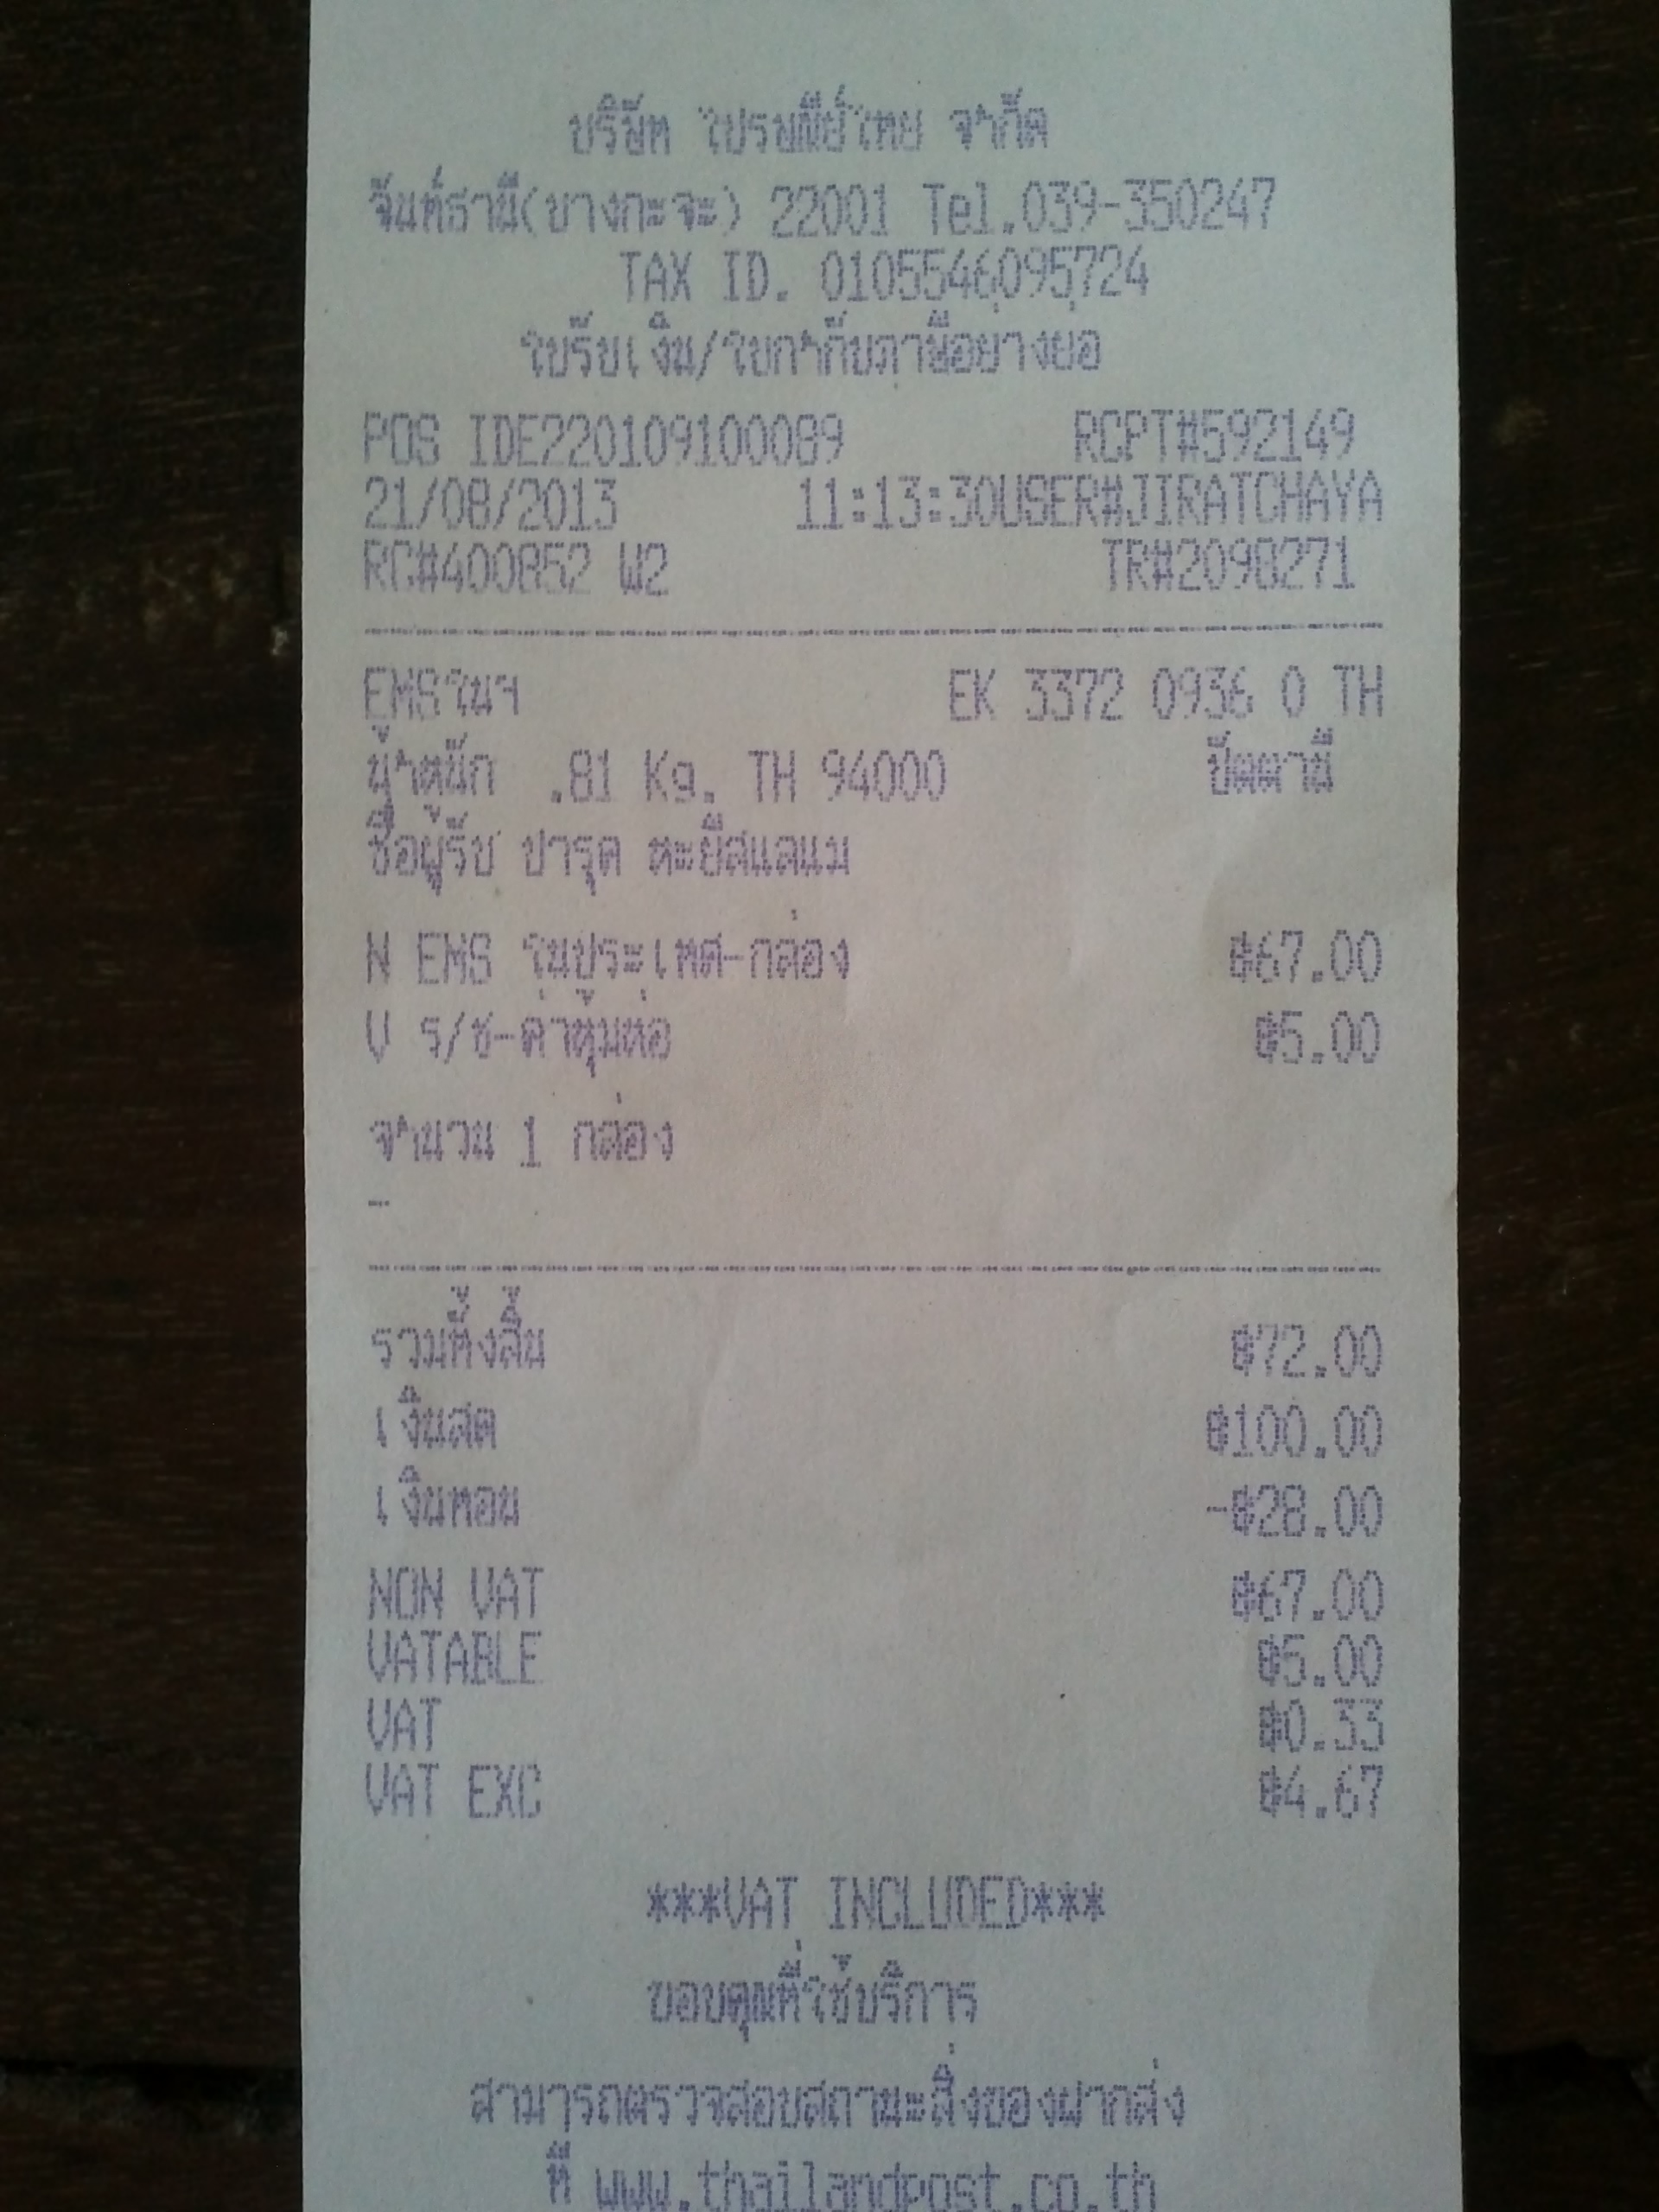 บริษัท ไปรษณีย์ไทย จำกัด
จันทบุรี(บางกะจะ) 22001 Tel.039-350247
TAX ID. 0105546095724
ใบรับเงิน/ใบกำกับภาษีอย่างย่อ
POS IDE220109100089 RCPT#592149
21/08/2013 11:13:30USER#JIRATCHAYA
RC#400852 W2 TR#2098271
EMSในฯ EK 3372 0936 0 TH
น้ำหนัก .81 Kg. TH 94000 ปัตตานี
ชื่อผู้รับ
N EMS ในประเทศ-กล่อง ฿67.00
V ร/ช-ค่าหุ้มห่อ ฿5.00
จำนวน 1 กล่อง
-
รวมทั้งสิ้น ฿72.00
เงินสด ฿100.00
เงินทอน -฿28.00
NON VAT ฿67.00
VATABLE ฿5.00
VAT ฿0.33
VAT EXC ฿4.67
***VAT INCLUDED***
ขอบคุณที่ใช้บริการ
สามารถตรวจสอบสถานะสิ่งของฝากส่ง
ที่ www.thailandpost.co.th